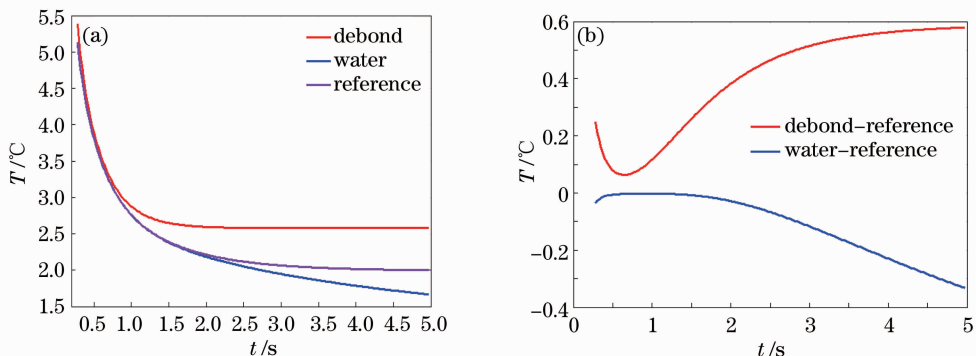 (a)
debond
water
reference
5.5
5.0
4.5
4.0
3.5
3.0
2.5
2.0
1.5
T/℃
0.5 1.0 1.5 2.0 2.5 3.0 3.5 4.0 4.5 5.0
t/s
(b)
debond-reference
water-reference
0.6
0.4
0.2
0
-0.2
-0.4
T/℃
0 1 2 3 4 5
t/s